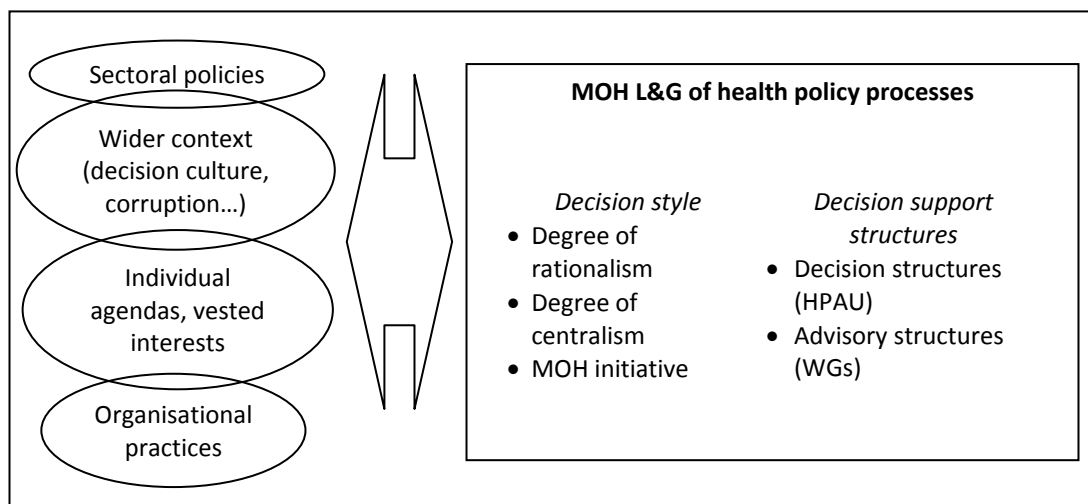 Sectoral policies
Wider context
(decision culture,
corruption…)
Individual
agendas, vested
interests
Organisational
practices
MOH L&G of health policy processes
Decision style
• Degree of
rationalism
• Degree of
centralism
• MOH initiative
Decision support
structures
• Decision structures
(HPAU)
• Advisory structures
(WGs)